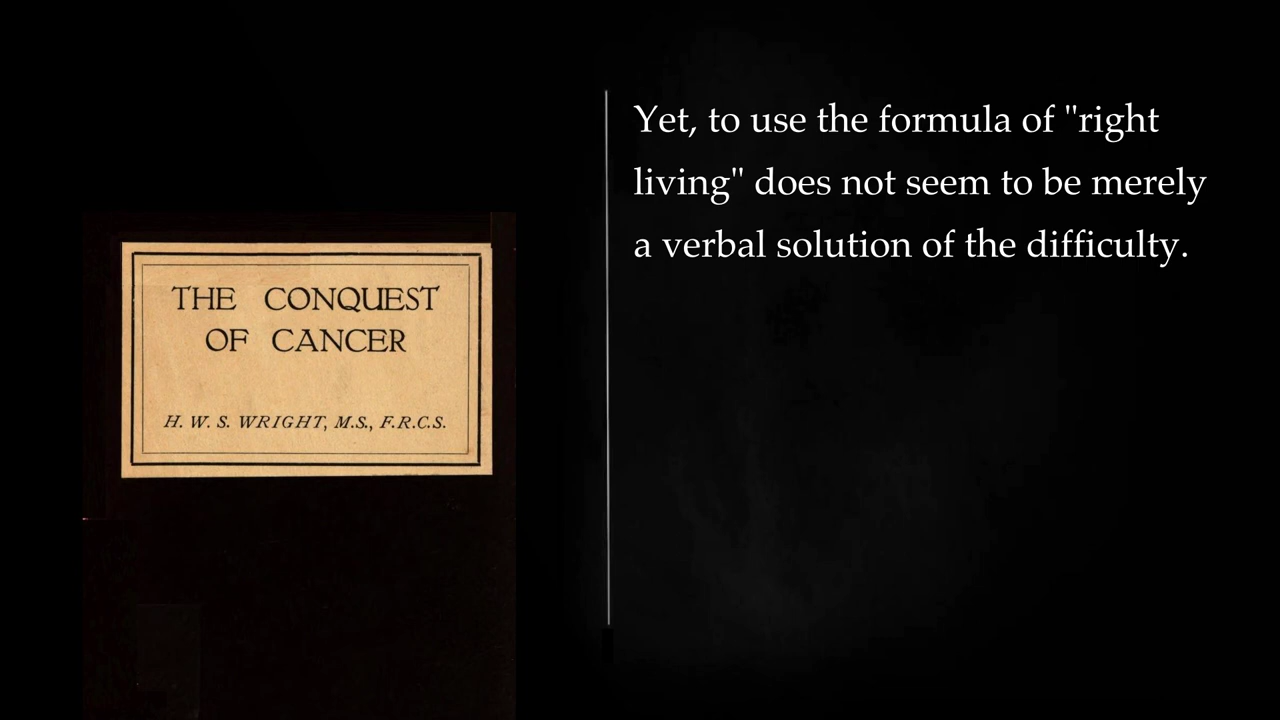 THE CONQUEST
OF CANCER
H. W. S. WRIGHT, M.S., F.R.C.S.
Yet, to use the formula of "right
living" does not seem to be merely
a verbal solution of the difficulty.